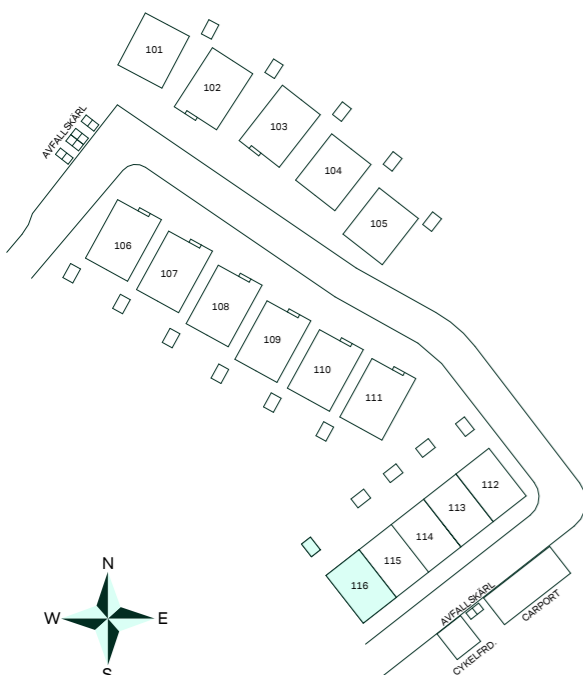 101
102
103
104
105
AVFALLSKÄRL
106
107
108
109
110
111
112
113
114
115
116
AVFALLSKÄRL
CARPORT
CYKELFRD.
N
W
E
S